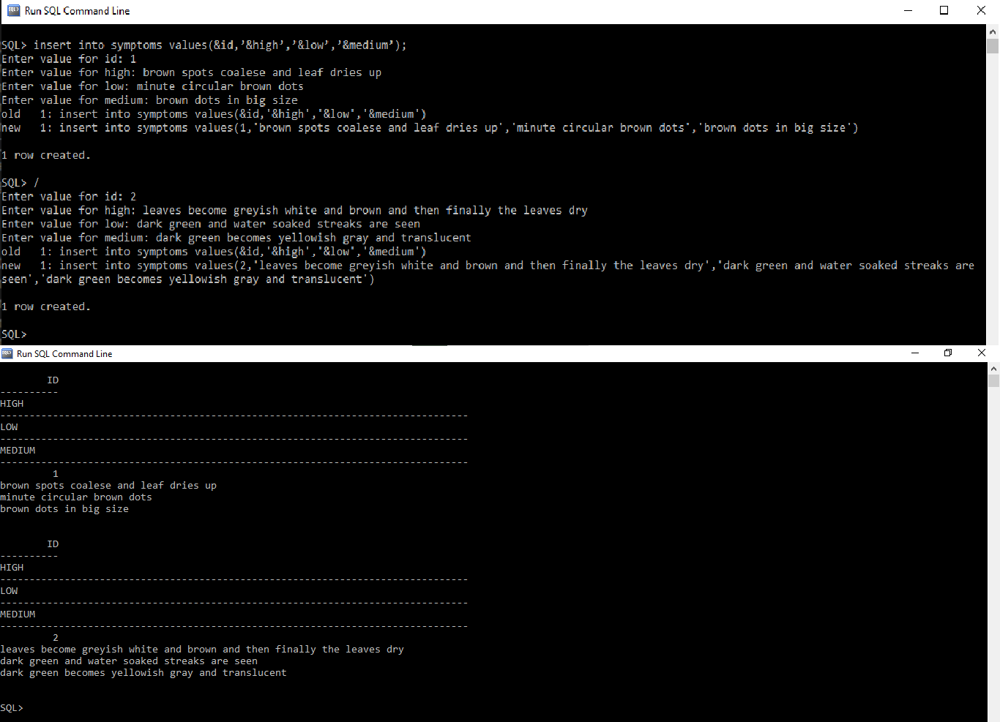 Run SQL Command Line
SQL> insert into symptoms values(&id,’&high’,’&low’,’&medium’);
Enter value for id: 1
Enter value for high: brown spots coalese and leaf dries up
Enter value for low: minute circular brown dots
Enter value for medium: brown dots in big size
old   1: insert into symptoms values(&id,'&high','&low','&medium')
new   1: insert into symptoms values(1,'brown spots coalese and leaf dries up','minute circular brown dots','brown dots in big size')
1 row created.
SQL> /
Enter value for id: 2
Enter value for high: leaves become greyish white and brown and then finally the leaves dry
Enter value for low: dark green and water soaked streaks are seen
Enter value for medium: dark green becomes yellowish gray and translucent
old   1: insert into symptoms values(&id,'&high','&low','&medium')
new   1: insert into symptoms values(2,'leaves become greyish white and brown and then finally the leaves dry','dark green and water soaked streaks are
seen','dark green becomes yellowish gray and translucent')
1 row created.
SQL>
Run SQL Command Line
ID
----------
HIGH
--------------------------------------------------------------------------------
LOW
--------------------------------------------------------------------------------
MEDIUM
--------------------------------------------------------------------------------
1
brown spots coalese and leaf dries up
minute circular brown dots
brown dots in big size
ID
----------
HIGH
--------------------------------------------------------------------------------
LOW
--------------------------------------------------------------------------------
MEDIUM
--------------------------------------------------------------------------------
2
leaves become greyish white and brown and then finally the leaves dry
dark green and water soaked streaks are seen
dark green becomes yellowish gray and translucent
SQL>